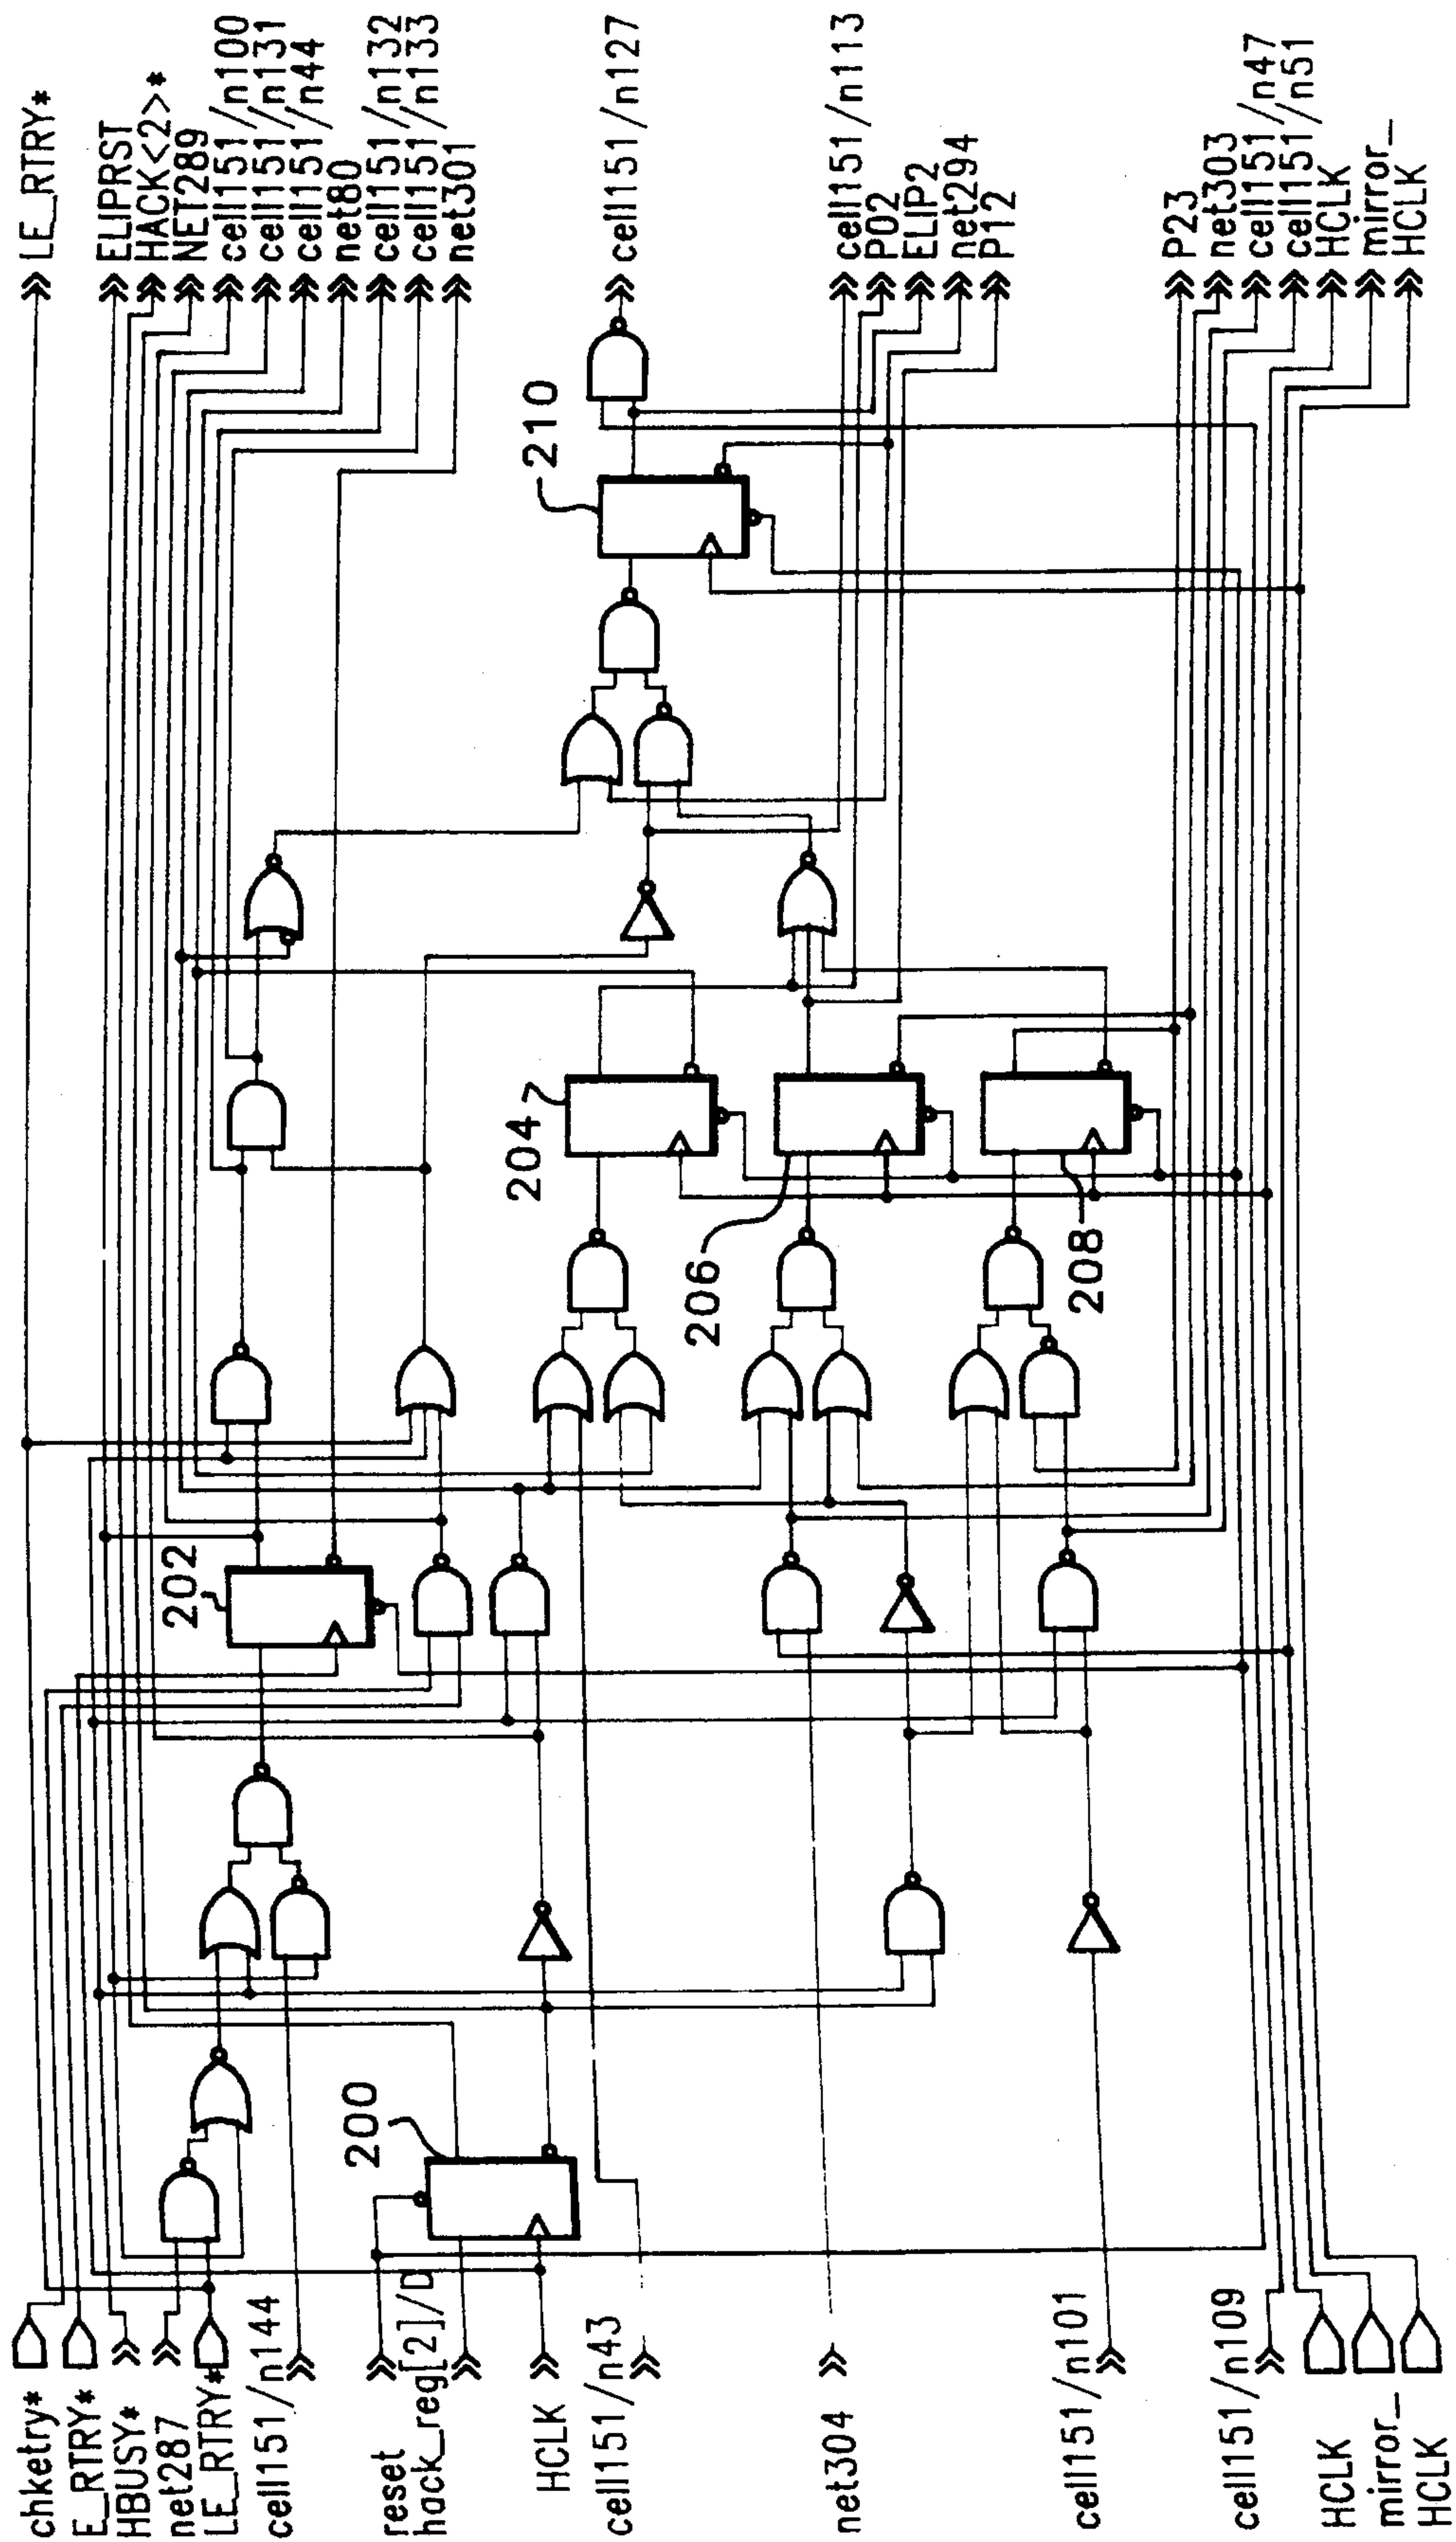 chketry*
E_RTRY*
HBUSY*
net287
LE_RTRY*
cell151/n144
reset
hack_reg[2]/D
HCLK
cell151/n43
net304
cell151/n101
cell151/n109
HCLK
mirror_
HCLK
200
202
204
206
208
210
LE_RTRY*
ELIPRST
HACK<2>*
NET289
cell151/n100
cell151/n131
cell151/n44
net80
cell151/n132
cell151/n133
net301
cell151/n127
cell151/n113
P02
ELIP2
net294
P12
P23
net303
cell151/n47
cell151/n51
HCLK
mirror_
HCLK